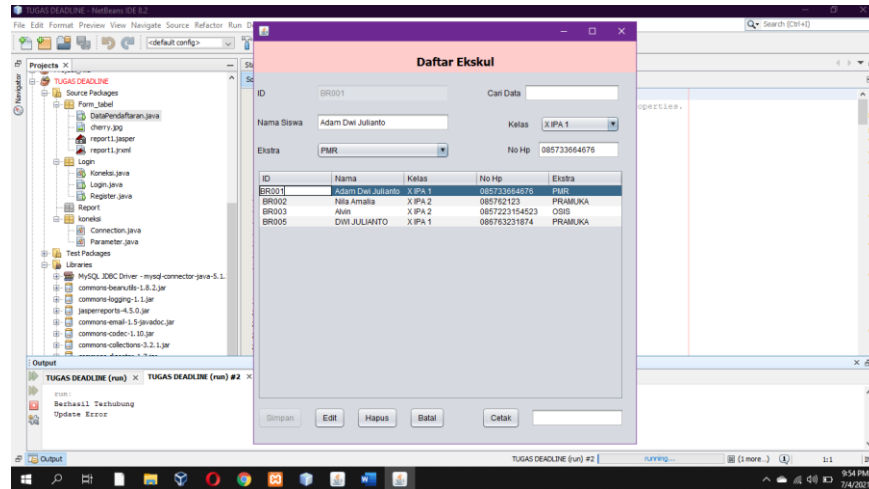 TUGAS DEADLINE - NetBeans IDE 8.2
File Edit Format Preview View Navigate Source Refactor Run
Search (Ctrl+I)
<default config>
Projects
Navigator
TUGAS DEADLINE
Source Packages
Form_tabel
DataPendaftaran.java
cherry.jpg
report1.jasper
report1.jrxml
Login
Koneksi.java
Login.java
Register.java
Report
koneksi
Connection.java
Parameter.java
Test Packages
Libraries
MySQL JDBC Driver - mysql-connector-java-5.1.
commons-beanutils-1.8.2.jar
commons-logging-1.1.jar
jasperreports-4.5.0.jar
commons-email-1.5-javadoc.jar
commons-codec-1.10.jar
commons-collections-3.2.1.jar
Daftar Ekskul
ID BR001 Cari Data
operties.
Nama Siswa Adam Dwi Julianto Kelas X IPA 1
Ekstra PMR No Hp 085733664676
ID Nama Kelas No Hp Ekstra
BR001 Adam Dwi Julianto X IPA 1 085733664676 PMR
BR002 Nila Amalia X IPA 2 085762123 PRAMUKA
BR003 Alvin X IPA 2 0857223154523 OSIS
BR005 DWI JULIANTO X IPA 1 085763231874 PRAMUKA
Simpan Edit Hapus Batal Cetak
Output
TUGAS DEADLINE (run) TUGAS DEADLINE (run) #2
run:
Berhasil Terhubung
Update Error
Output
TUGAS DEADLINE (run) #2 running... (1 more...) 1:1
9:54 PM
7/4/2021